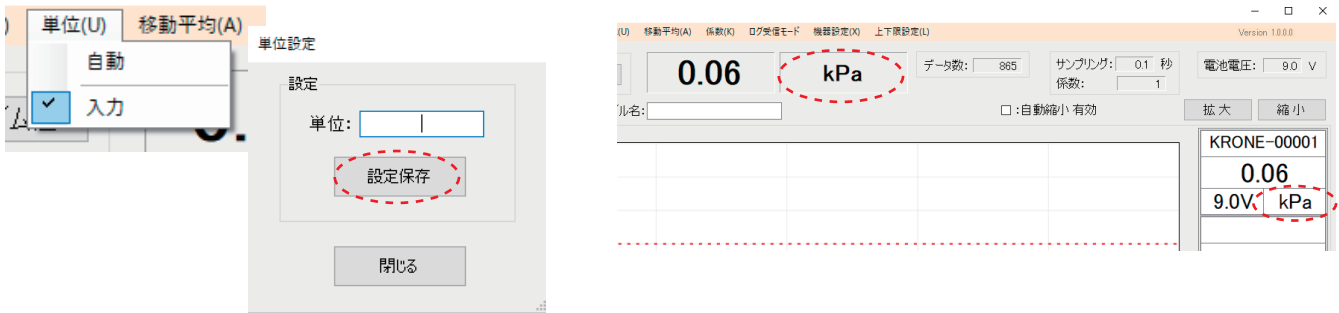 単位(U) 移動平均(A)
自動
入力
単位設定
設定
単位:
設定保存
閉じる
(U) 移動平均(A) 係数(K) ログ受信モード 機器設定(X) 上下限設定(L)
Version 1.0.0.0
0.06 kPa
データ数: 865
サンプリング: 0.1 秒
係数: 1
電池電圧: 9.0 V
ル名:
□:自動縮小 有効
拡大 縮小
KRONE-00001
0.06
9.0V kPa